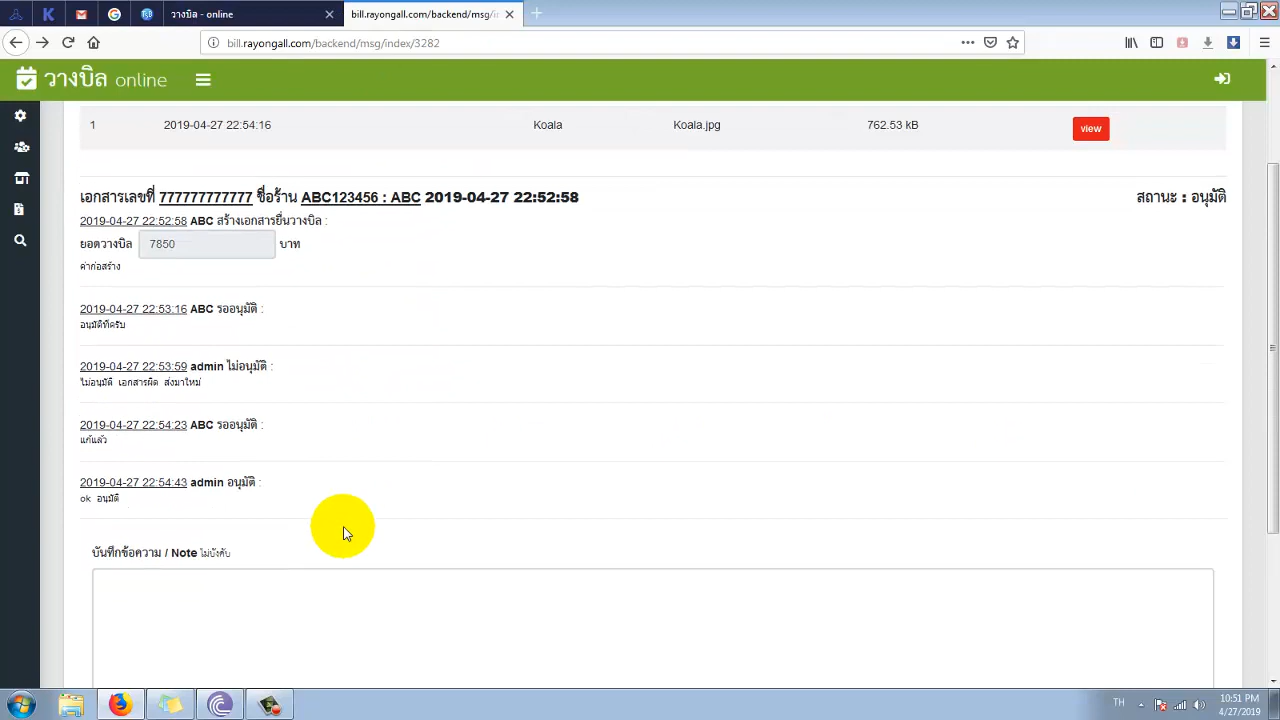 วางบิล - online
bill.rayongall.com/backend/msg/in
bill.rayongall.com/backend/msg/index/3282
วางบิล online
1 2019-04-27 22:54:16 Koala Koala.jpg 762.53 kB view
เอกสารเลขที่ 777777777777 ชื่อร้าน ABC123456 : ABC 2019-04-27 22:52:58 สถานะ : อนุมัติ
2019-04-27 22:52:58 ABC สร้างเอกสารยื่นวางบิล :
ยอดวางบิล 7850 บาท
ค่าก่อสร้าง
2019-04-27 22:53:16 ABC รออนุมัติ :
อนุมัติทีครับ
2019-04-27 22:53:59 admin ไม่อนุมัติ :
ไม่อนุมัติ เอกสารผิด ส่งมาใหม่
2019-04-27 22:54:23 ABC รออนุมัติ :
แก้แล้ว
2019-04-27 22:54:43 admin อนุมัติ :
ok อนุมัติ
บันทึกข้อความ / Note ไม่บังคับ
TH 10:51 PM
4/27/2019